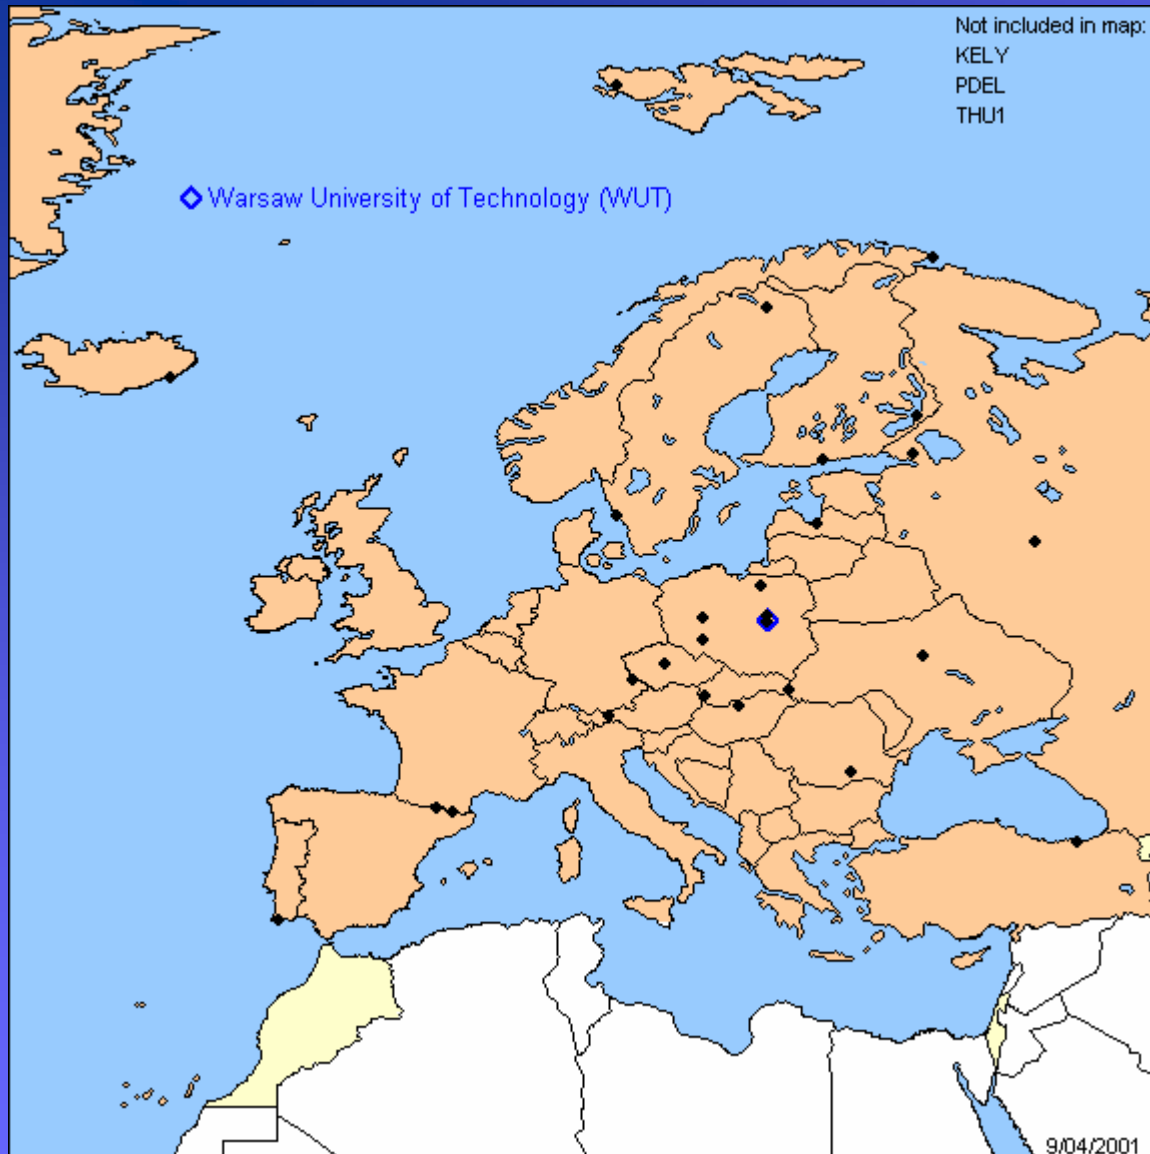 Not included in map:
KELY
PDEL
THU1
Warsaw University of Technology (WUT)
9/04/2001